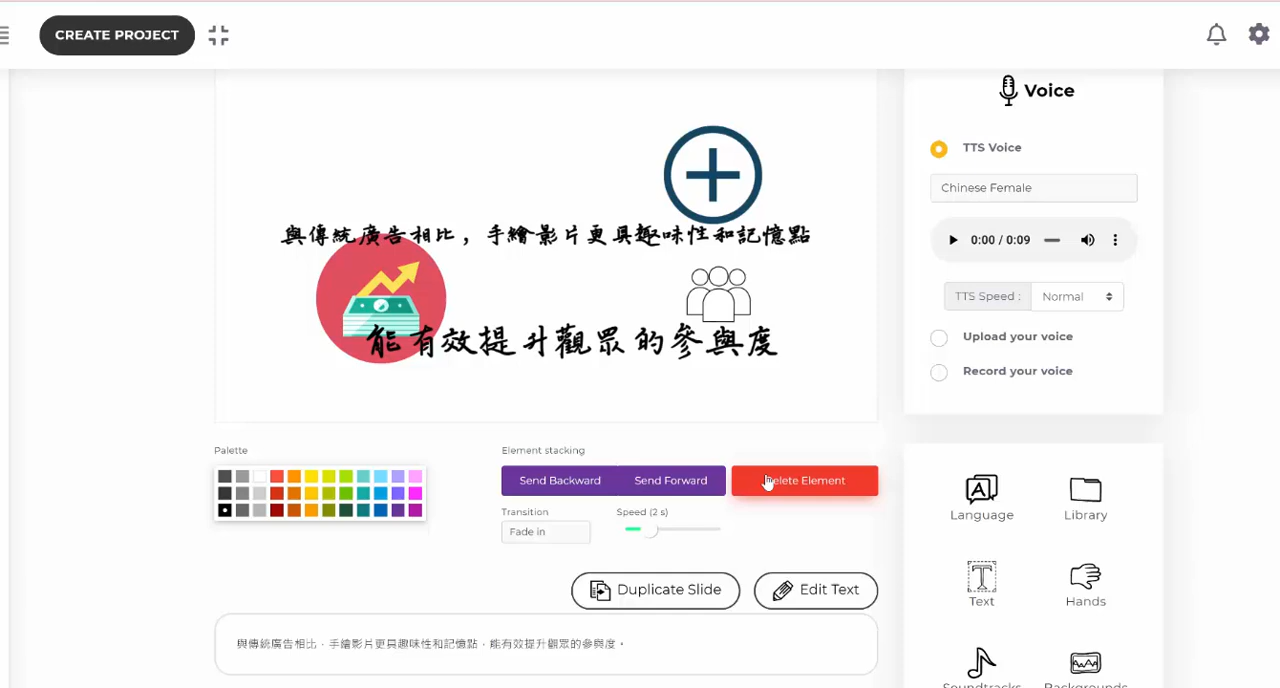 CREATE PROJECT
Voice
TTS Voice
Chinese Female
0:00 / 0:09
TTS Speed :
Normal
Upload your voice
Record your voice
與傳統廣告相比，手繪影片更具趣味性和記憶點
能有效提升觀眾的參與度
Palette
Element stacking
Send Backward
Send Forward
Delete Element
Transition
Speed (2 s)
Fade in
Duplicate Slide
Edit Text
與傳統廣告相比，手繪影片更具趣味性和記憶點，能有效提升觀眾的參與度。
Language
Library
Text
Hands
Soundtracks
Backgrounds